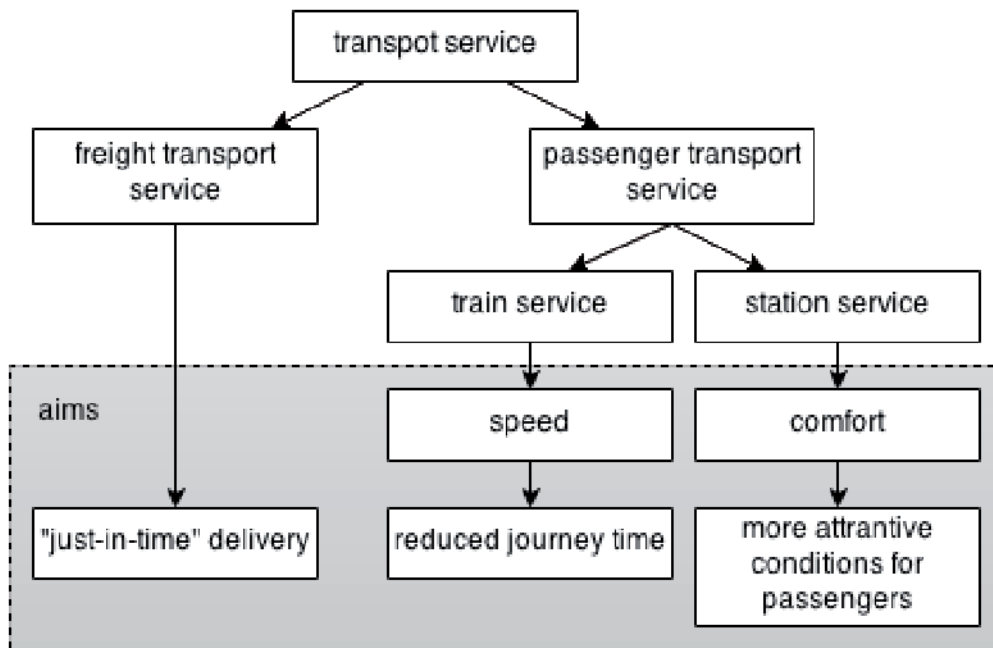 transpot service
freight transport
service
passenger transport
service
train service
station service
aims
speed
comfort
"just-in-time" delivery
reduced journey time
more attrantive
conditions for
passengers